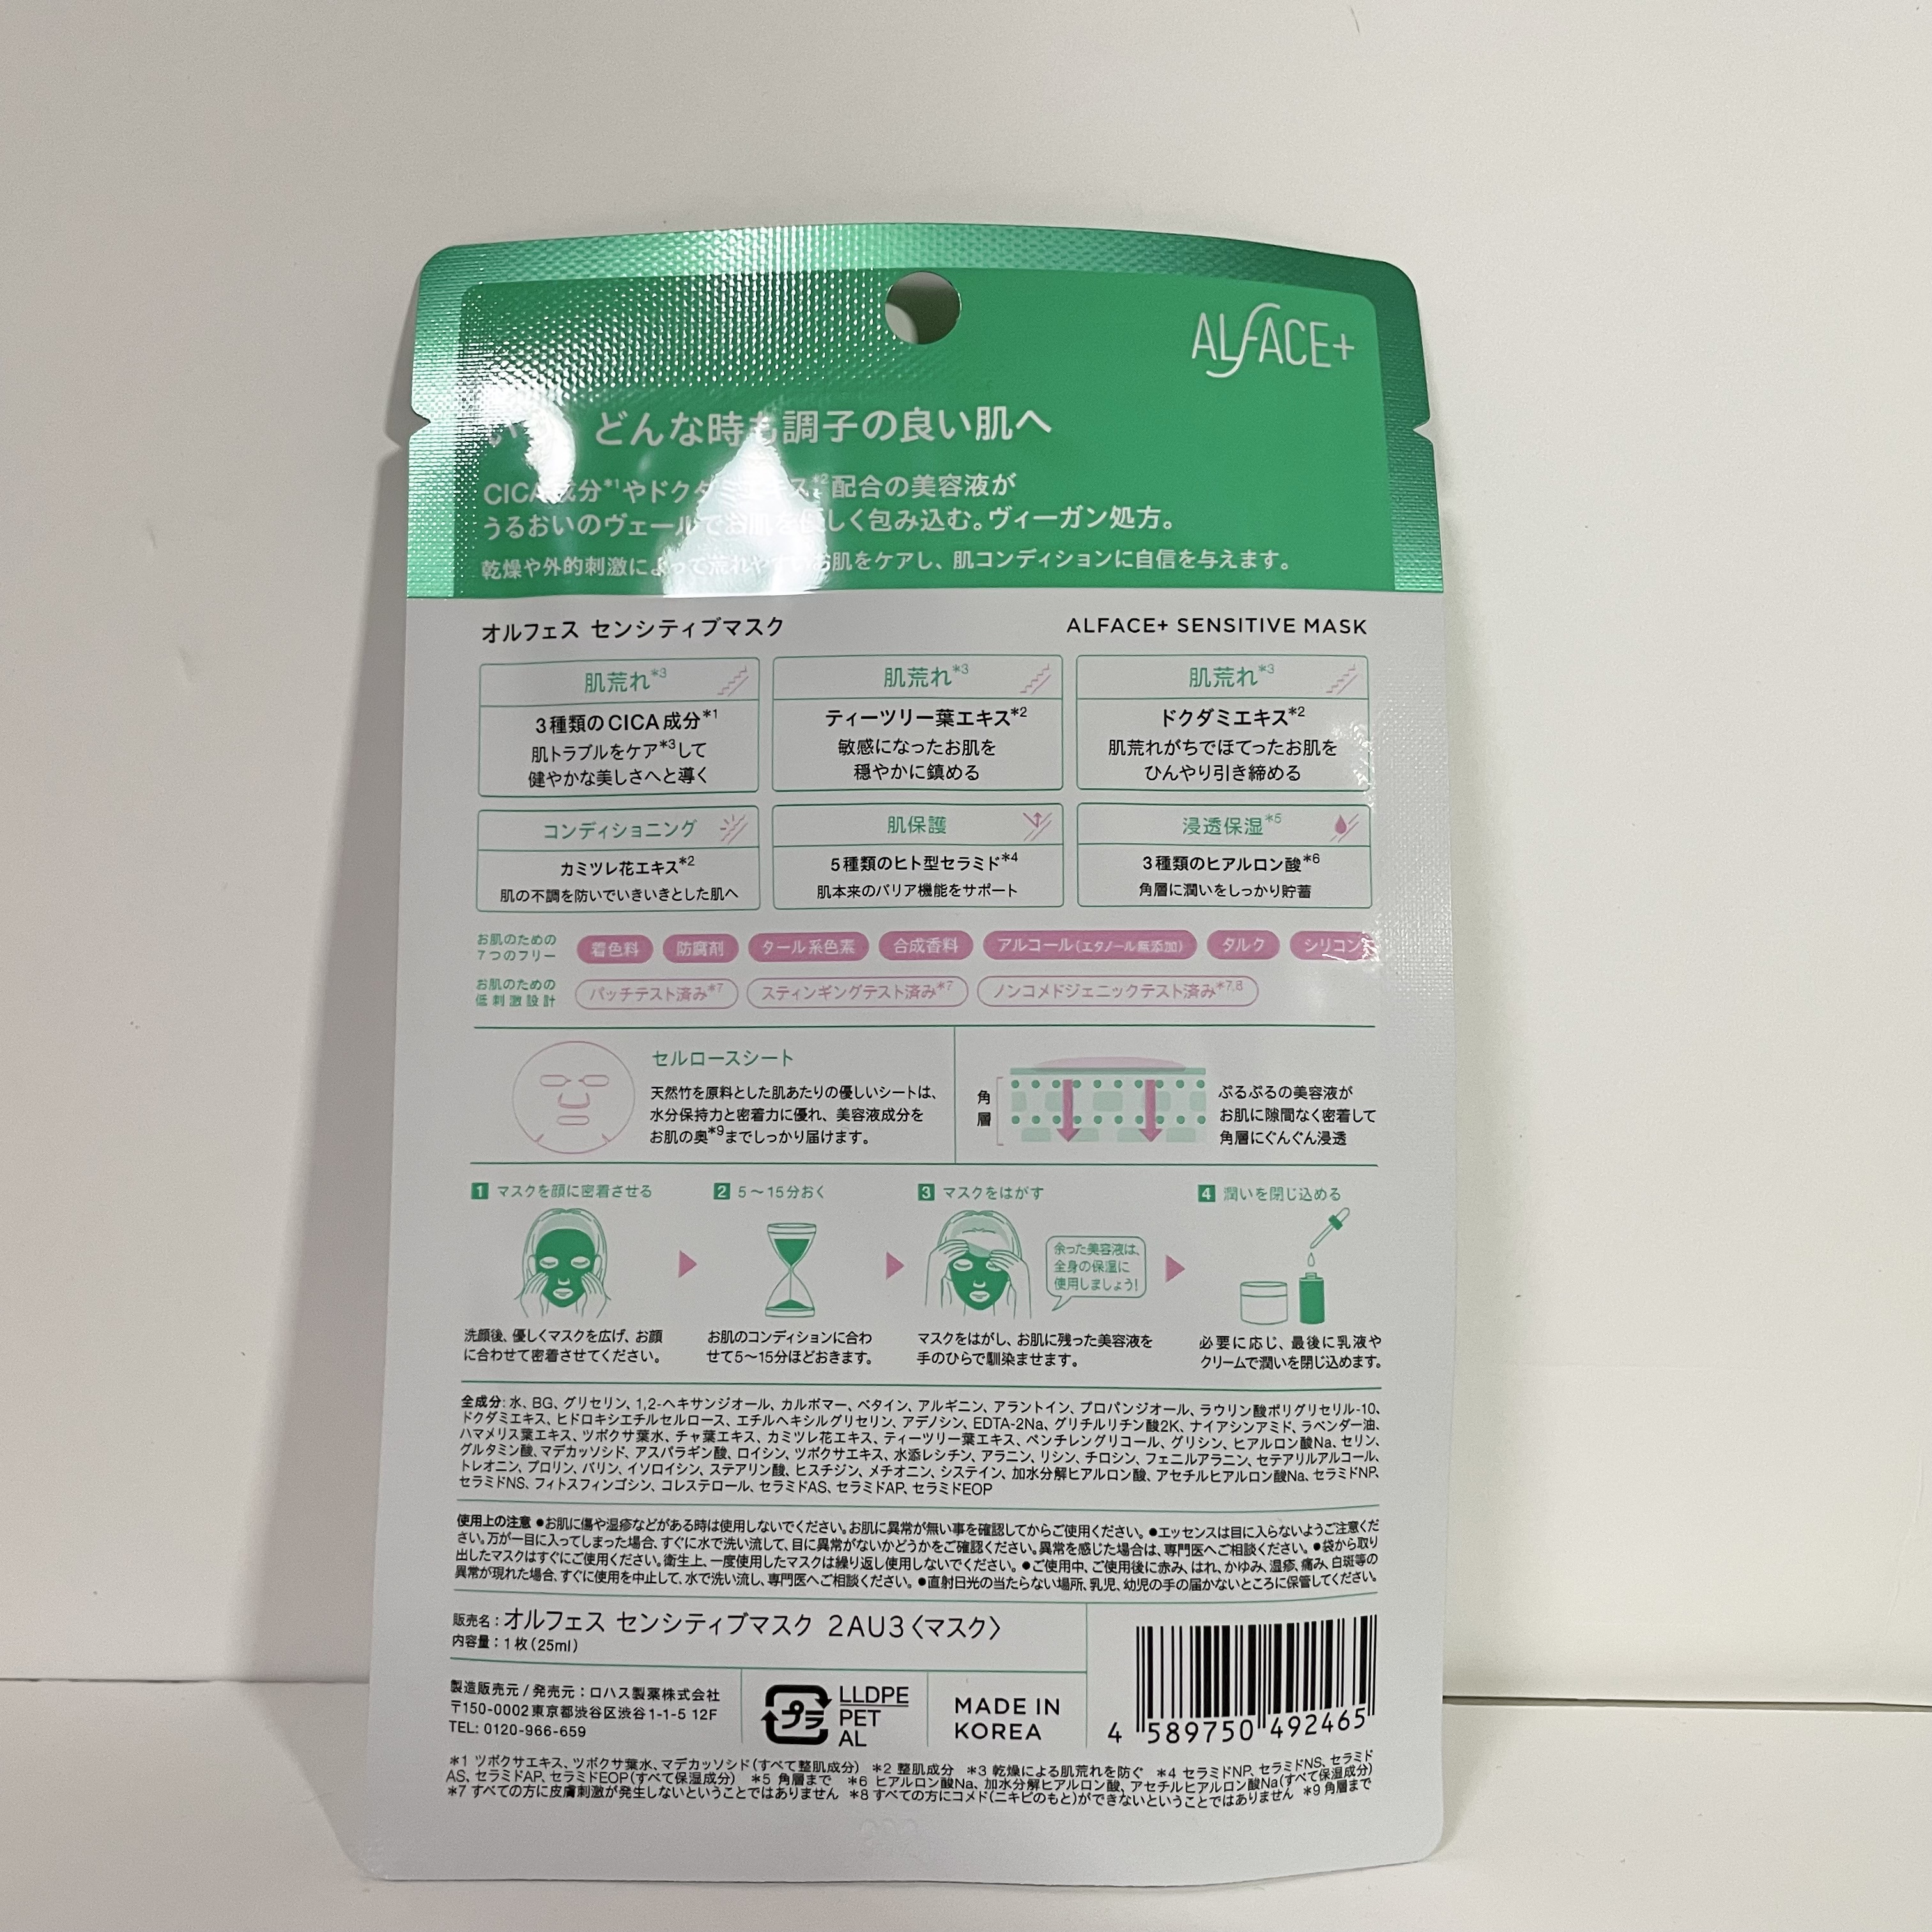 ALFACE+
どんな時も調子の良い肌へ
CICA成分*1やドクダミエキス*2配合の美容液が
うるおいのヴェールでお肌を優しく包み込む。ヴィーガン処方。
乾燥や外的刺激によって荒れやすいお肌をケアし、肌コンディションに自信を与えます。
オルフェス センシティブマスク
ALFACE+ SENSITIVE MASK
肌荒れ*3
3種類のCICA成分*1
肌トラブルをケア*3して
健やかな美しさへと導く
肌荒れ*3
ティーツリー葉エキス*2
敏感になったお肌を
穏やかに鎮める
肌荒れ*3
ドクダミエキス*2
肌荒れがちでほてったお肌を
ひんやり引き締める
コンディショニング
カミツレ花エキス*2
肌の不調を防いでいきいきとした肌へ
肌保護
5種類のヒト型セラミド*4
肌本来のバリア機能をサポート
浸透保湿*5
3種類のヒアルロン酸*6
角層に潤いをしっかり貯蓄
お肌のための
7つのフリー
着色料 防腐剤 タール系色素 合成香料 アルコール(エタノール無添加) タルク シリコン
お肌のための
低刺激設計
パッチテスト済み*7 スティンギングテスト済み*7 ノンコメドジェニックテスト済み*7,8
セルロースシート
天然竹を原料とした肌あたりの優しいシートは、
水分保持力と密着力に優れ、美容液成分を
お肌の奥*9までしっかり届けます。
角層
ぷるぷるの美容液が
お肌に隙間なく密着して
角層にぐんぐん浸透
1 マスクを顔に密着させる
洗顔後、優しくマスクを広げ、お顔
に合わせて密着させてください。
2 5〜15分おく
お肌のコンディションに合わ
せて5〜15分ほどおきます。
3 マスクをはがす
余った美容液は、
全身の保湿に
使用しましょう!
マスクをはがし、お肌に残った美容液を
手のひらで馴染ませます。
4 潤いを閉じ込める
必要に応じ、最後に乳液や
クリームで潤いを閉じ込めます。
全成分:水、BG、グリセリン、1,2-ヘキサンジオール、カルボマー、ベタイン、アルギニン、アラントイン、プロパンジオール、ラウリン酸ポリグリセリル-10、
ドクダミエキス、ヒドロキシエチルセルロース、エチルヘキシルグリセリン、アデノシン、EDTA-2Na、グリチルリチン酸2K、ナイアシンアミド、ラベンダー油、
ハマメリス葉エキス、ツボクサ葉水、チャ葉エキス、カミツレ花エキス、ティーツリー葉エキス、ペンチレングリコール、グリシン、ヒアルロン酸Na、セリン、
グルタミン酸、マデカッソシド、アスパラギン酸、ロイシン、ツボクサエキス、水添レシチン、アラニン、リシン、チロシン、フェニルアラニン、セテアリルアルコール、
トレオニン、プロリン、バリン、イソロイシン、ステアリン酸、ヒスチジン、メチオニン、システイン、加水分解ヒアルロン酸、アセチルヒアルロン酸Na、セラミドNP、
セラミドNS、フィトスフィンゴシン、コレステロール、セラミドAS、セラミドAP、セラミドEOP
使用上の注意 ●お肌に傷や湿疹などがある時は使用しないでください。お肌に異常が無い事を確認してからご使用ください。●エッセンスは目に入らないようご注意くだ
さい。万が一目に入ってしまった場合、すぐに水で洗い流して、目に異常がないかどうかをご確認ください。異常を感じた場合は、専門医へご相談ください。●袋から取り
出したマスクはすぐにご使用ください。衛生上、一度使用したマスクは繰り返し使用しないでください。●ご使用中、ご使用後に赤み、はれ、かゆみ、湿疹、痛み、白斑等の
異常が現れた場合、すぐに使用を中止して、水で洗い流し、専門医へご相談ください。●直射日光の当たらない場所、乳児、幼児の手の届かないところに保管してください。
販売名:オルフェス センシティブマスク 2AU3〈マスク〉
内容量:1枚(25ml)
製造販売元/発売元:ロハス製薬株式会社
〒150-0002東京都渋谷区渋谷1-1-5 12F
TEL: 0120-966-659
プラ
LLDPE
PET
AL
MADE IN
KOREA
4 589750 492465
*1 ツボクサエキス、ツボクサ葉水、マデカッソシド(すべて整肌成分) *2 整肌成分 *3 乾燥による肌荒れを防ぐ *4 セラミドNP、セラミドNS、セラミド
AS、セラミドAP、セラミドEOP(すべて保湿成分) *5 角層まで *6 ヒアルロン酸Na、加水分解ヒアルロン酸、アセチルヒアルロン酸Na(すべて保湿成分)
*7 すべての方に皮膚刺激が発生しないということではありません *8 すべての方にコメド(ニキビのもと)ができないということではありません *9 角層まで